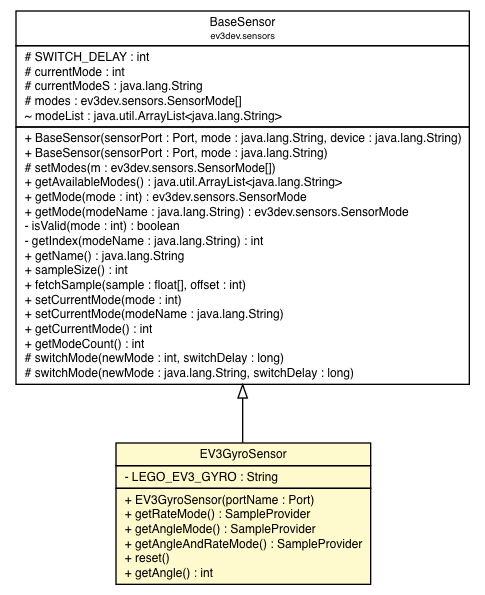 BaseSensor
ev3dev.sensors
# SWITCH_DELAY : int
# currentMode : int
# currentModeS : java.lang.String
# modes : ev3dev.sensors.SensorMode[]
~ modeList : java.util.ArrayList<java.lang.String>
+ BaseSensor(sensorPort : Port, mode : java.lang.String, device : java.lang.String)
+ BaseSensor(sensorPort : Port, mode : java.lang.String)
# setModes(m : ev3dev.sensors.SensorMode[])
+ getAvailableModes() : java.util.ArrayList<java.lang.String>
+ getMode(mode : int) : ev3dev.sensors.SensorMode
+ getMode(modeName : java.lang.String) : ev3dev.sensors.SensorMode
- isValid(mode : int) : boolean
- getIndex(modeName : java.lang.String) : int
+ getName() : java.lang.String
+ sampleSize() : int
+ fetchSample(sample : float[], offset : int)
+ setCurrentMode(mode : int)
+ setCurrentMode(modeName : java.lang.String)
+ getCurrentMode() : int
+ getModeCount() : int
# switchMode(newMode : int, switchDelay : long)
# switchMode(newMode : java.lang.String, switchDelay : long)
EV3GyroSensor
- LEGO_EV3_GYRO : String
+ EV3GyroSensor(portName : Port)
+ getRateMode() : SampleProvider
+ getAngleMode() : SampleProvider
+ getAngleAndRateMode() : SampleProvider
+ reset()
+ getAngle() : int